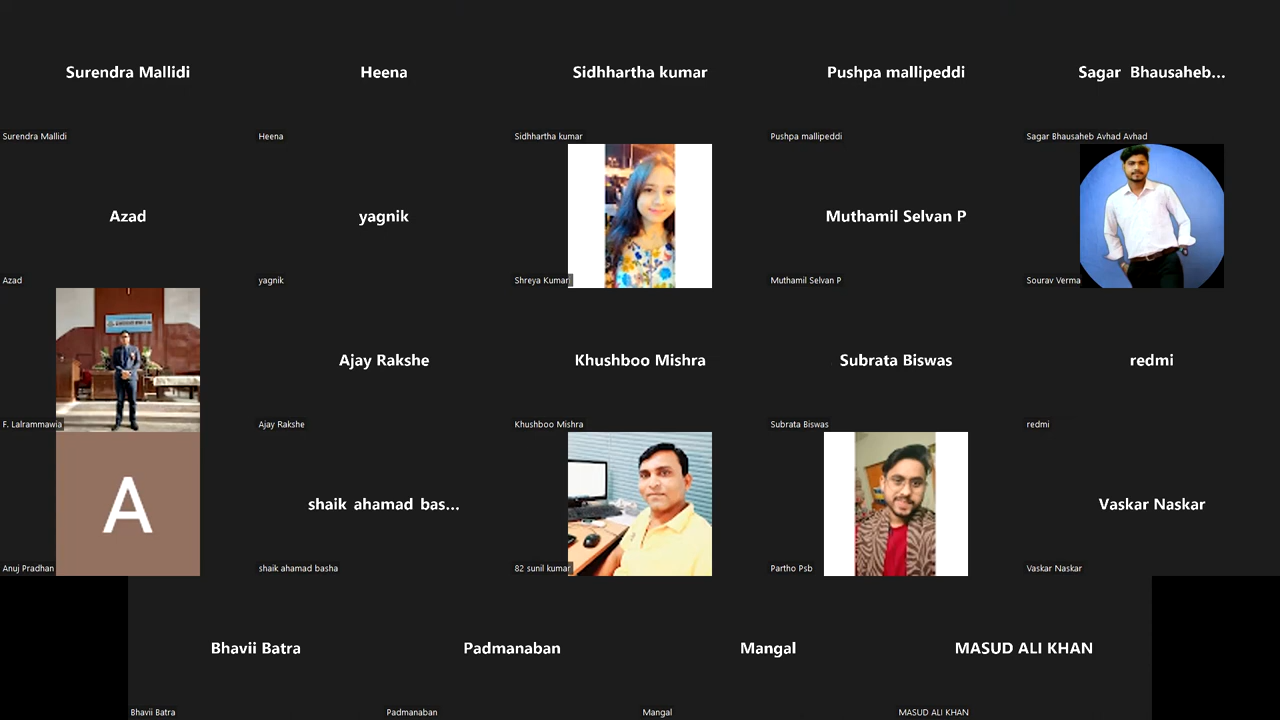 Surendra Mallidi
Heena
Sidhhartha kumar
Pushpa mallipeddi
Sagar Bhausaheb...
Surendra Mallidi
Heena
Sidhhartha kumar
Pushpa mallipeddi
Sagar Bhausaheb Avhad Avhad
Azad
yagnik
Muthamil Selvan P
Azad
yagnik
Shreya Kumari
Muthamil Selvan P
Sourav Verma
Ajay Rakshe
Khushboo Mishra
Subrata Biswas
redmi
F. Lalrammawia
Ajay Rakshe
Khushboo Mishra
Subrata Biswas
redmi
A
shaik ahamad bas...
Vaskar Naskar
Anuj Pradhan
shaik ahamad basha
82 sunil kumar
Partho Psb
Vaskar Naskar
Bhavii Batra
Padmanaban
Mangal
MASUD ALI KHAN
Bhavii Batra
Padmanaban
Mangal
MASUD ALI KHAN